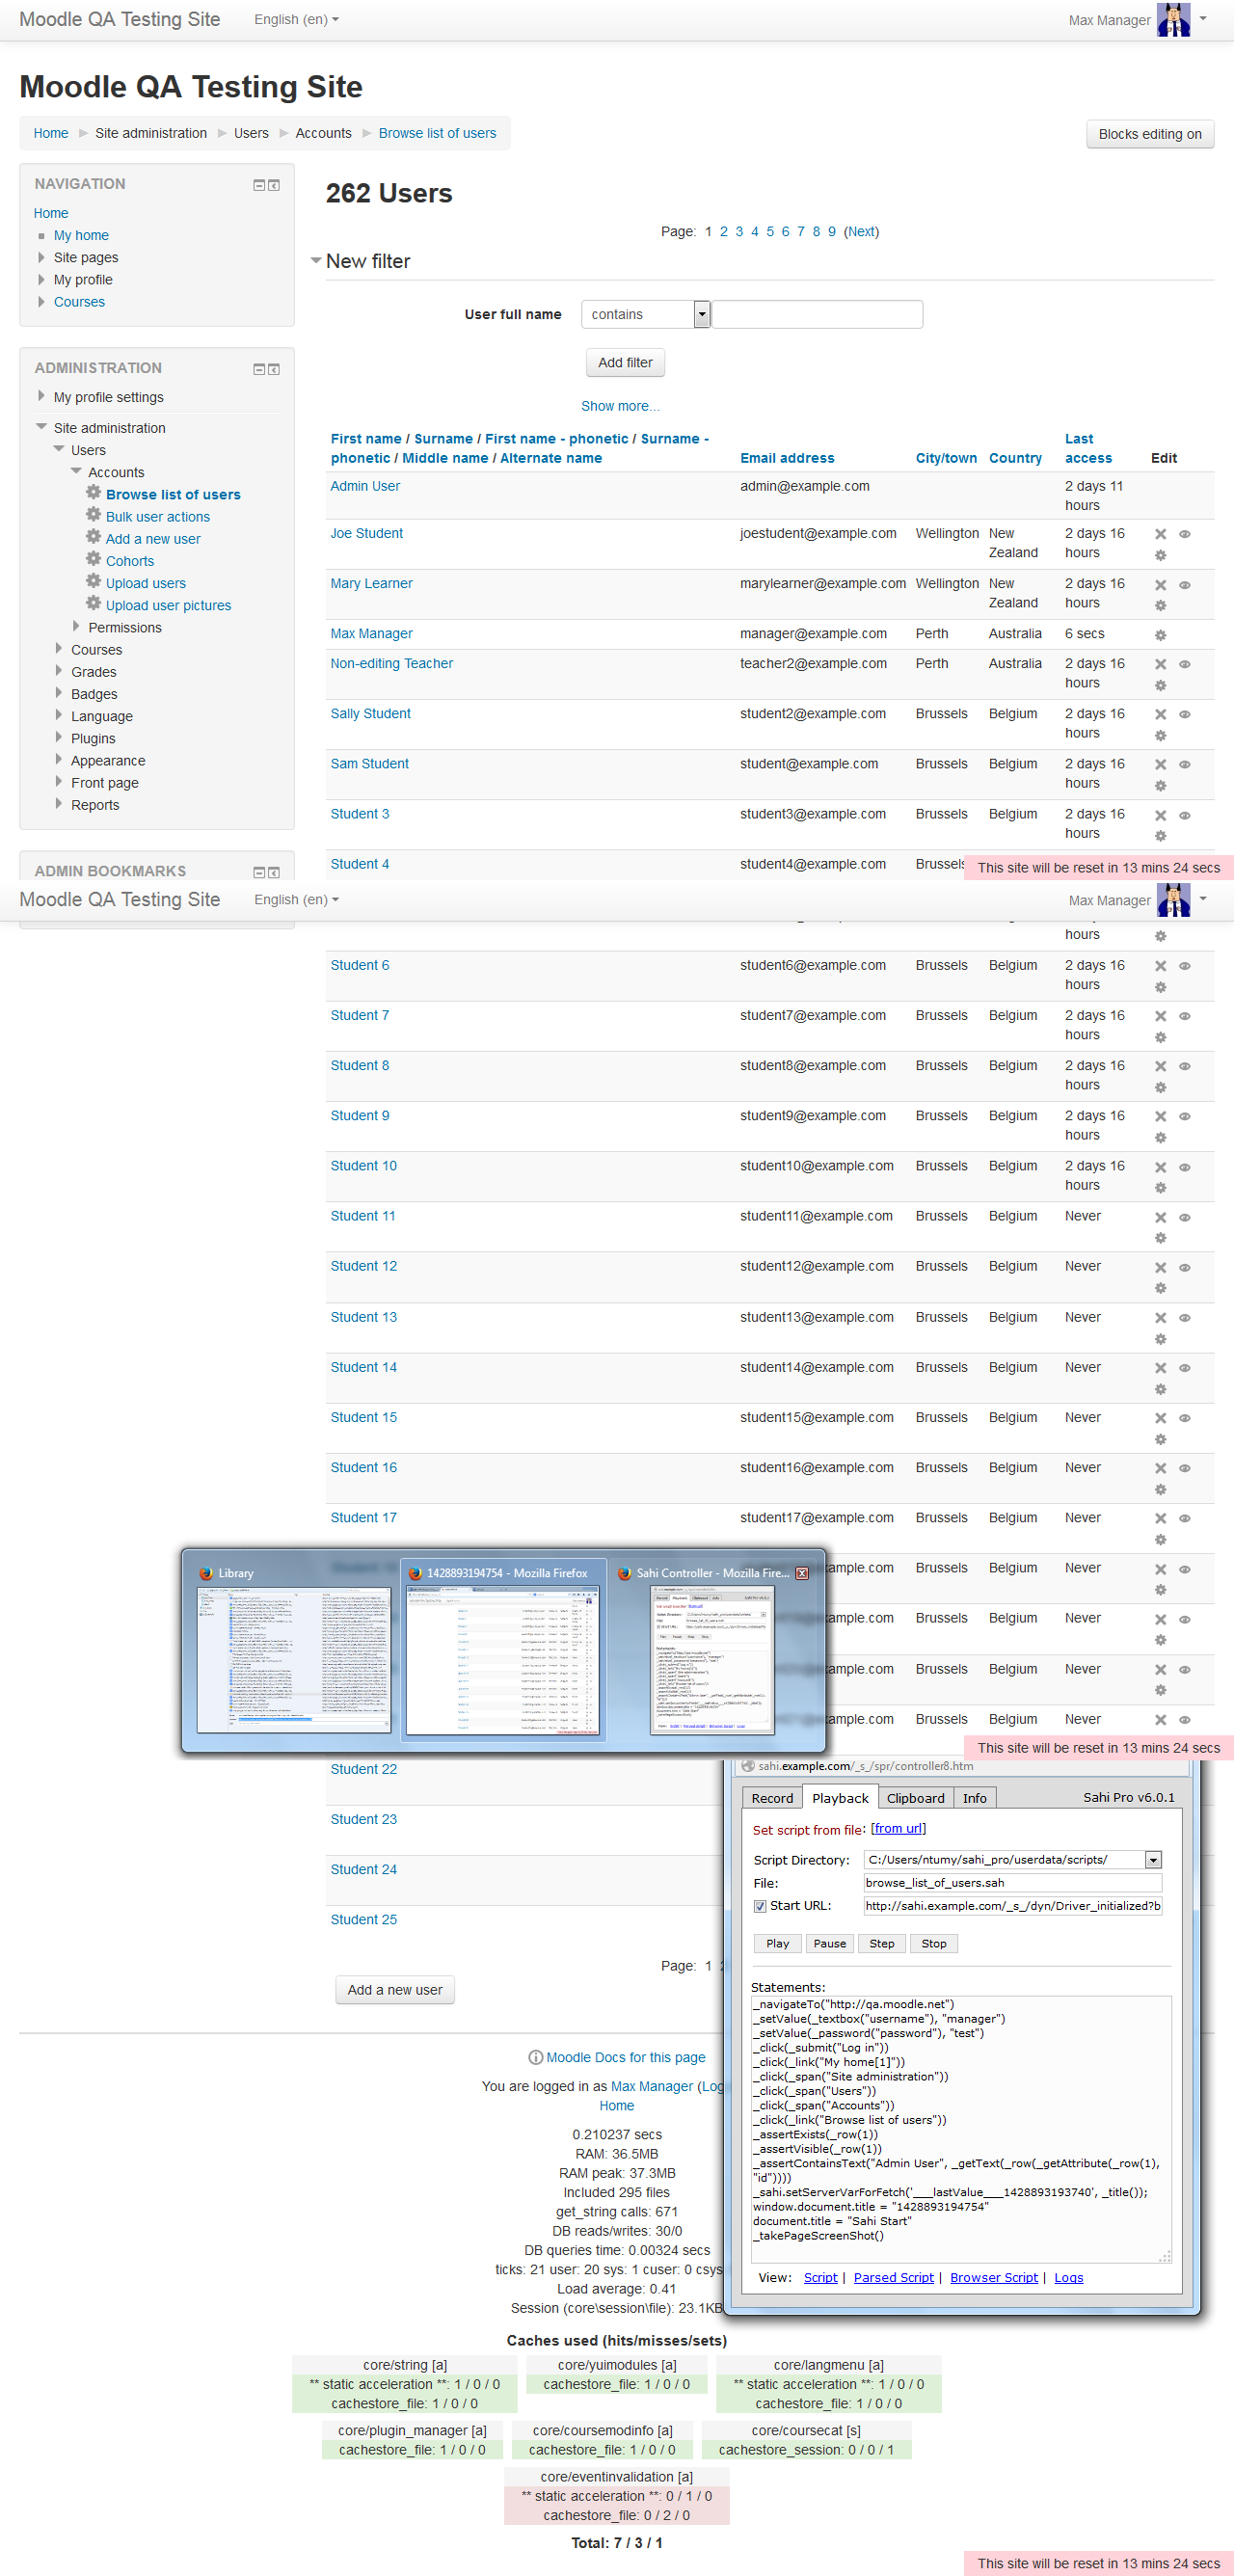 Moodle QA Testing Site English (en) Max Manager
Moodle QA Testing Site
Home Site administration Users Accounts Browse list of users Blocks editing on
NAVIGATION
Home
My home
Site pages
My profile
Courses
ADMINISTRATION
My profile settings
Site administration
Users
Accounts
Browse list of users
Bulk user actions
Add a new user
Cohorts
Upload users
Upload user pictures
Permissions
Courses
Grades
Badges
Language
Plugins
Appearance
Front page
Reports
ADMIN BOOKMARKS
262 Users
Page: 1 2 3 4 5 6 7 8 9 (Next)
New filter
User full name contains
Add filter
Show more...
First name / Surname / First name - phonetic / Surname - phonetic / Middle name / Alternate name Email address City/town Country Last access Edit
Admin User admin@example.com 2 days 11 hours
Joe Student joestudent@example.com Wellington New Zealand 2 days 16 hours
Mary Learner marylearner@example.com Wellington New Zealand 2 days 16 hours
Max Manager manager@example.com Perth Australia 6 secs
Non-editing Teacher teacher2@example.com Perth Australia 2 days 16 hours
Sally Student student2@example.com Brussels Belgium 2 days 16 hours
Sam Student student@example.com Brussels Belgium 2 days 16 hours
Student 3 student3@example.com Brussels Belgium 2 days 16 hours
Student 4 student4@example.com Brussels
This site will be reset in 13 mins 24 secs
Moodle QA Testing Site English (en) Max Manager
hours
Student 6 student6@example.com Brussels Belgium 2 days 16 hours
Student 7 student7@example.com Brussels Belgium 2 days 16 hours
Student 8 student8@example.com Brussels Belgium 2 days 16 hours
Student 9 student9@example.com Brussels Belgium 2 days 16 hours
Student 10 student10@example.com Brussels Belgium 2 days 16 hours
Student 11 student11@example.com Brussels Belgium Never
Student 12 student12@example.com Brussels Belgium Never
Student 13 student13@example.com Brussels Belgium Never
Student 14 student14@example.com Brussels Belgium Never
Student 15 student15@example.com Brussels Belgium Never
Student 16 student16@example.com Brussels Belgium Never
Student 17 student17@example.com Brussels Belgium Never
Library 1428893194754 - Mozilla Firefox Sahi Controller - Mozilla Fire...
example.com Brussels Belgium Never
example.com Brussels Belgium Never
example.com Brussels Belgium Never
example.com Brussels Belgium Never
This site will be reset in 13 mins 24 secs
Student 22
Student 23
Student 24
Student 25
Page: 1
Add a new user
sahi.example.com/_s_/spr/controller8.htm
Record Playback Clipboard Info Sahi Pro v6.0.1
Set script from file: [from url]
Script Directory: C:/Users/ntumy/sahi_pro/userdata/scripts/
File: browse_list_of_users.sah
Start URL: http://sahi.example.com/_s_/dyn/Driver_initialized?b
Play Pause Step Stop
Statements:
_navigateTo("http://qa.moodle.net")
_setValue(_textbox("username"), "manager")
_setValue(_password("password"), "test")
_click(_submit("Log in"))
_click(_link("My home[1]"))
_click(_span("Site administration"))
_click(_span("Users"))
_click(_span("Accounts"))
_click(_link("Browse list of users"))
_assertExists(_row(1))
_assertVisible(_row(1))
_assertContainsText("Admin User", _getText(_row(_getAttribute(_row(1),
"id"))))
_sahi.setServerVarForFetch('___lastValue___1428893193740', _title());
window.document.title = "1428893194754"
document.title = "Sahi Start"
_takePageScreenShot()
View: Script | Parsed Script | Browser Script | Logs
Moodle Docs for this page
You are logged in as Max Manager (Log
Home
0.210237 secs
RAM: 36.5MB
RAM peak: 37.3MB
Included 295 files
get_string calls: 671
DB reads/writes: 30/0
DB queries time: 0.00324 secs
ticks: 21 user: 20 sys: 1 cuser: 0 csys
Load average: 0.41
Session (core\session\file): 23.1KB
Caches used (hits/misses/sets)
core/string [a] core/yuimodules [a] core/langmenu [a]
** static acceleration **: 1 / 0 / 0 cachestore_file: 1 / 0 / 0 ** static acceleration **: 1 / 0 / 0
cachestore_file: 1 / 0 / 0 cachestore_file: 1 / 0 / 0
core/plugin_manager [a] core/coursemodinfo [a] core/coursecat [s]
cachestore_file: 1 / 0 / 0 cachestore_file: 1 / 0 / 0 cachestore_session: 0 / 0 / 1
core/eventinvalidation [a]
** static acceleration **: 0 / 1 / 0
cachestore_file: 0 / 2 / 0
Total: 7 / 3 / 1
This site will be reset in 13 mins 24 secs